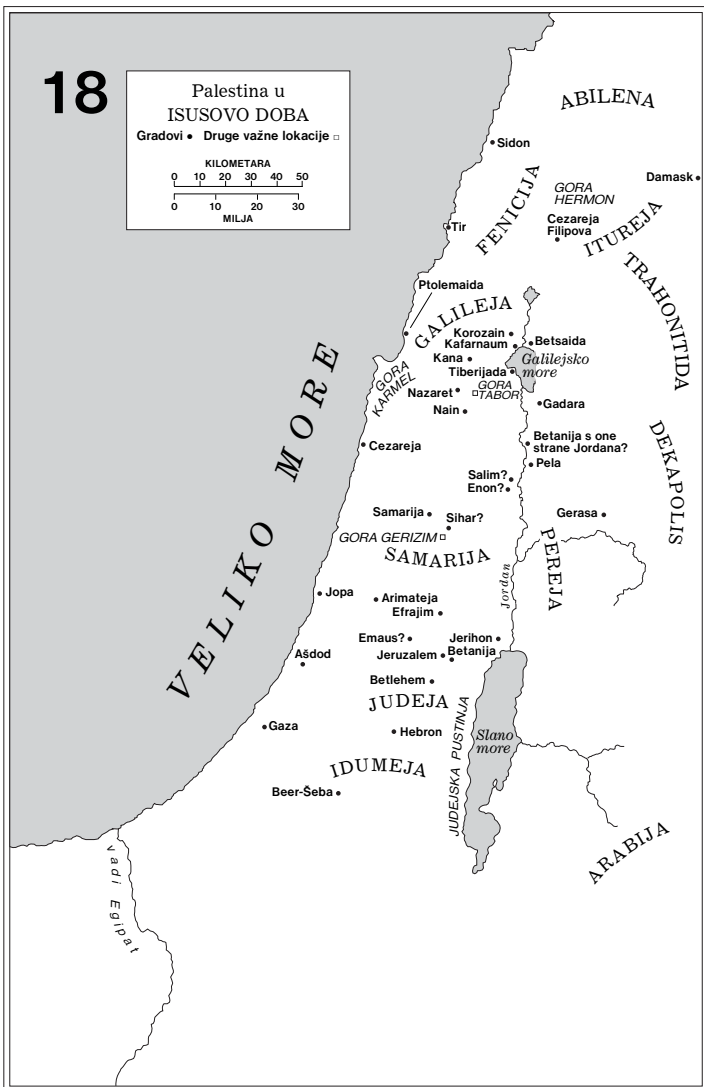 18
Palestina u
ISUSOVO DOBA
Gradovi • Druge važne lokacije □
KILOMETARA
0 10 20 30 40 50
0 10 20 30
MILJA
ABILENA
Sidon
Damask
GORA
HERMON
FENICIJA
Cezareja
Filipova
ITUREJA
Tir
TRAHONITIDA
Ptolemaida
GALILEJA
Korozain
Kafarnaum
Betsaida
Kana
Galilejsko
more
Tiberijada
GORA
KARMEL
Nazaret
GORA
TABOR
Nain
Gadara
VELIKO MORE
Cezareja
Betanija s one
strane Jordana?
DEKAPOLIS
Pela
Salim?
Enon?
Samarija
Sihar?
Gerasa
GORA GERIZIM
SAMARIJA
PEREJA
Jordan
Jopa
Arimateja
Efrajim
Emaus?
Jerihon
Jeruzalem
Betanija
Ašdod
Betlehem
JUDEJA
JUDEJSKA PUSTINJA
Gaza
Hebron
Slano
more
IDUMEJA
Beer-Šeba
ARABIJA
vadi Egipat